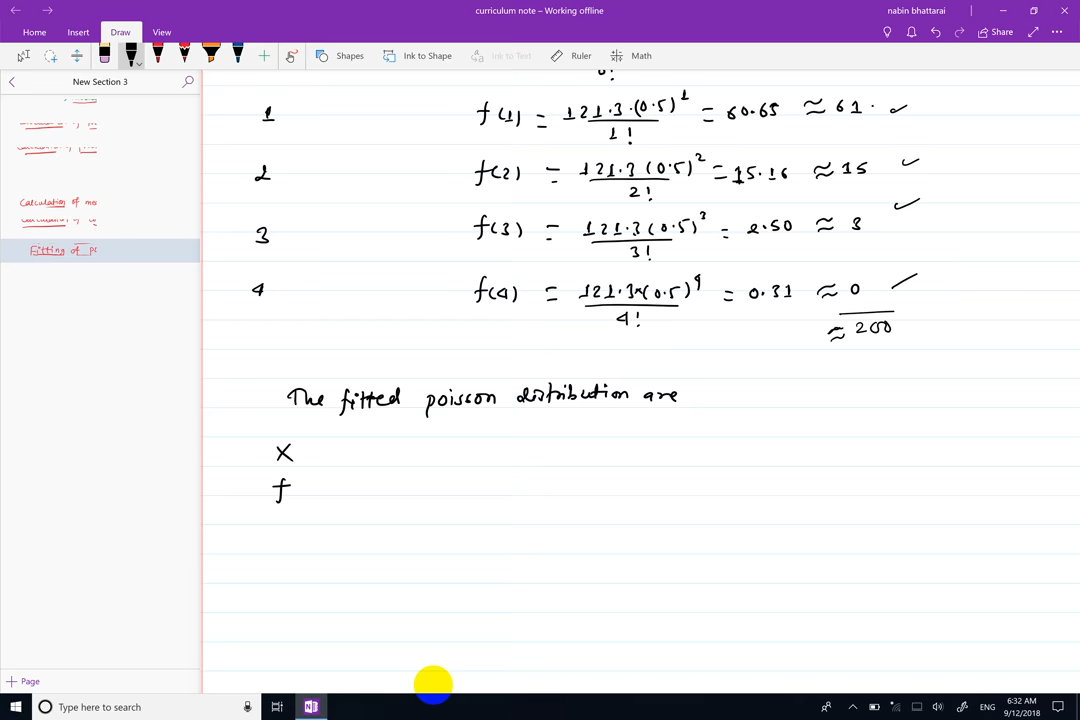 curriculum note – Working offline
nabin bhattarai
Home Insert Draw View
Share
Shapes Ink to Shape Ink to Text Ruler Math
New Section 3
Calculation of me
Fitting of po
0!
1 f(1) = 121.3·(0.5)^1 / 1! = 60.65 ≈ 61.
2 f(2) = 121.3(0.5)^2 / 2! = 15.16 ≈ 15
3 f(3) = 121.3(0.5)^3 / 3! = 2.50 ≈ 3
4 f(4) = 121.3×(0.5)^4 / 4! = 0.31 ≈ 0
≈ 200
The fitted poisson distribution are
X
f
Page
Type here to search
ENG
6:32 AM
9/12/2018